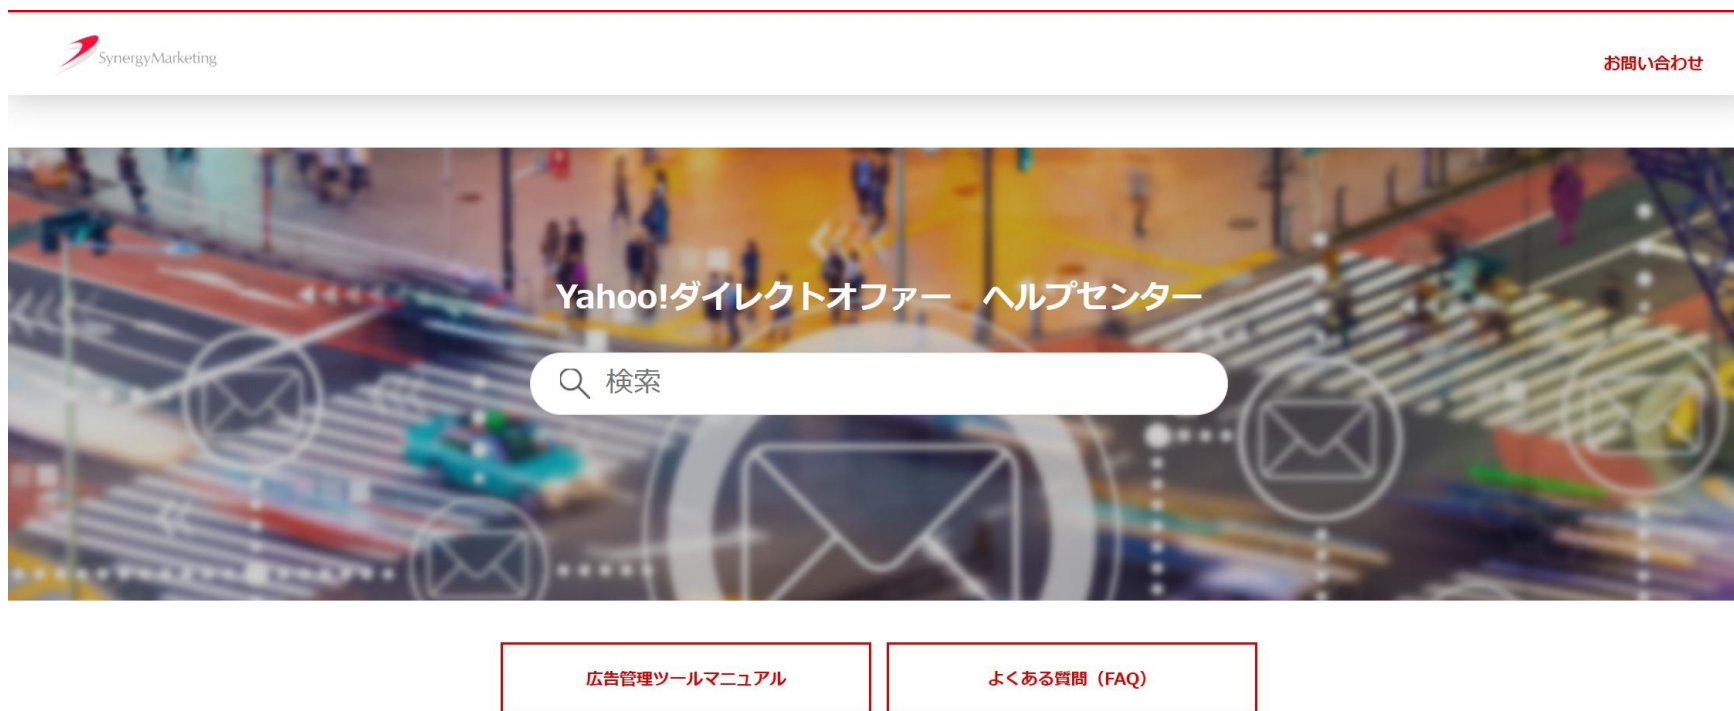 SynergyMarketing
お問い合わせ
Yahoo!ダイレクトオファー　ヘルプセンター
検索
広告管理ツールマニュアル
よくある質問（FAQ）